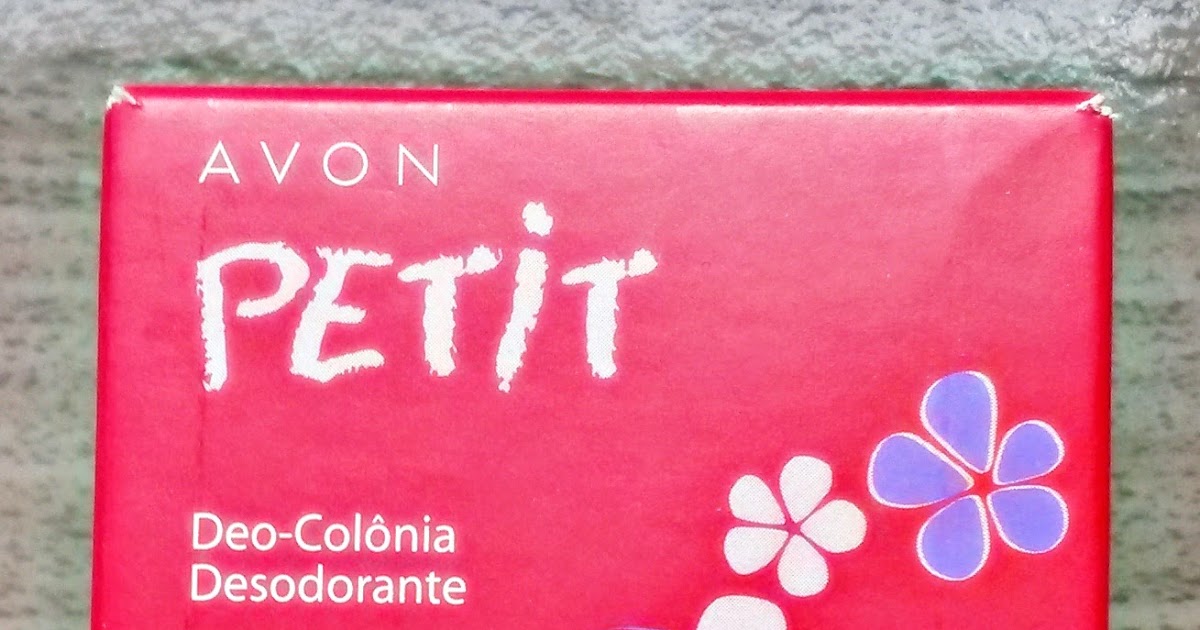 AVON
PETiT
Deo-Colônia
Desodorante